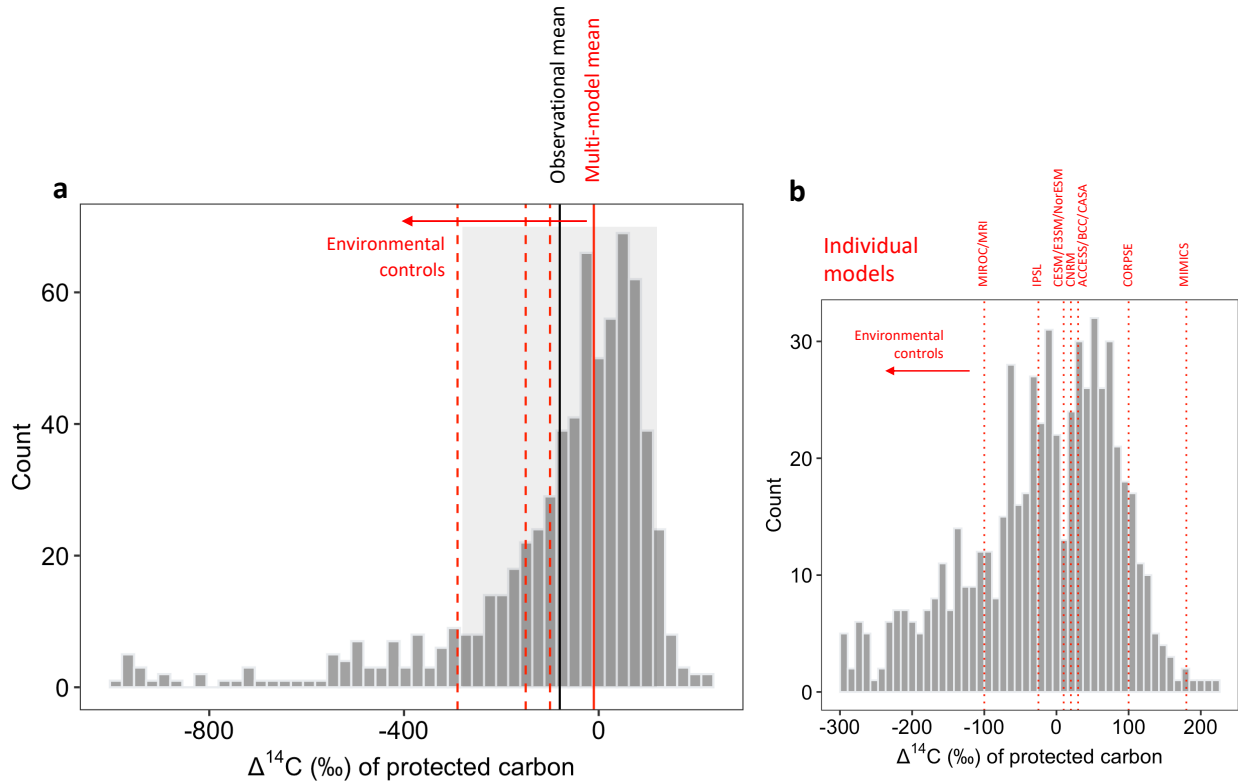 a
Observational mean
Multi-model mean
Environmental
controls
Count
60
40
20
0
-800
-400
0
Δ¹⁴C (‰) of protected carbon
b
Individual
models
MIROC/MRI
IPSL
CESM/E3SM/NorESM
CNRM
ACCESS/BCC/CASA
CORPSE
MIMICS
Environmental
controls
Count
30
20
10
0
-300
-200
-100
0
100
200
Δ¹⁴C (‰) of protected carbon